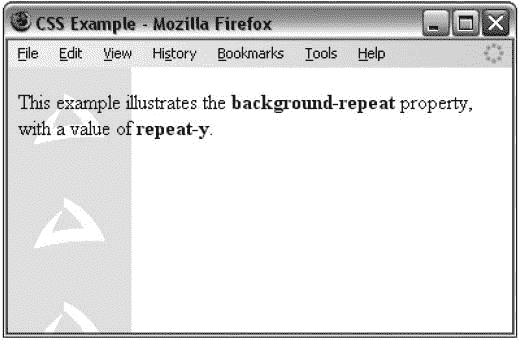 CSS Example - Mozilla Firefox
File Edit View History Bookmarks Tools Help
This example illustrates the background-repeat property,
with a value of repeat-y.